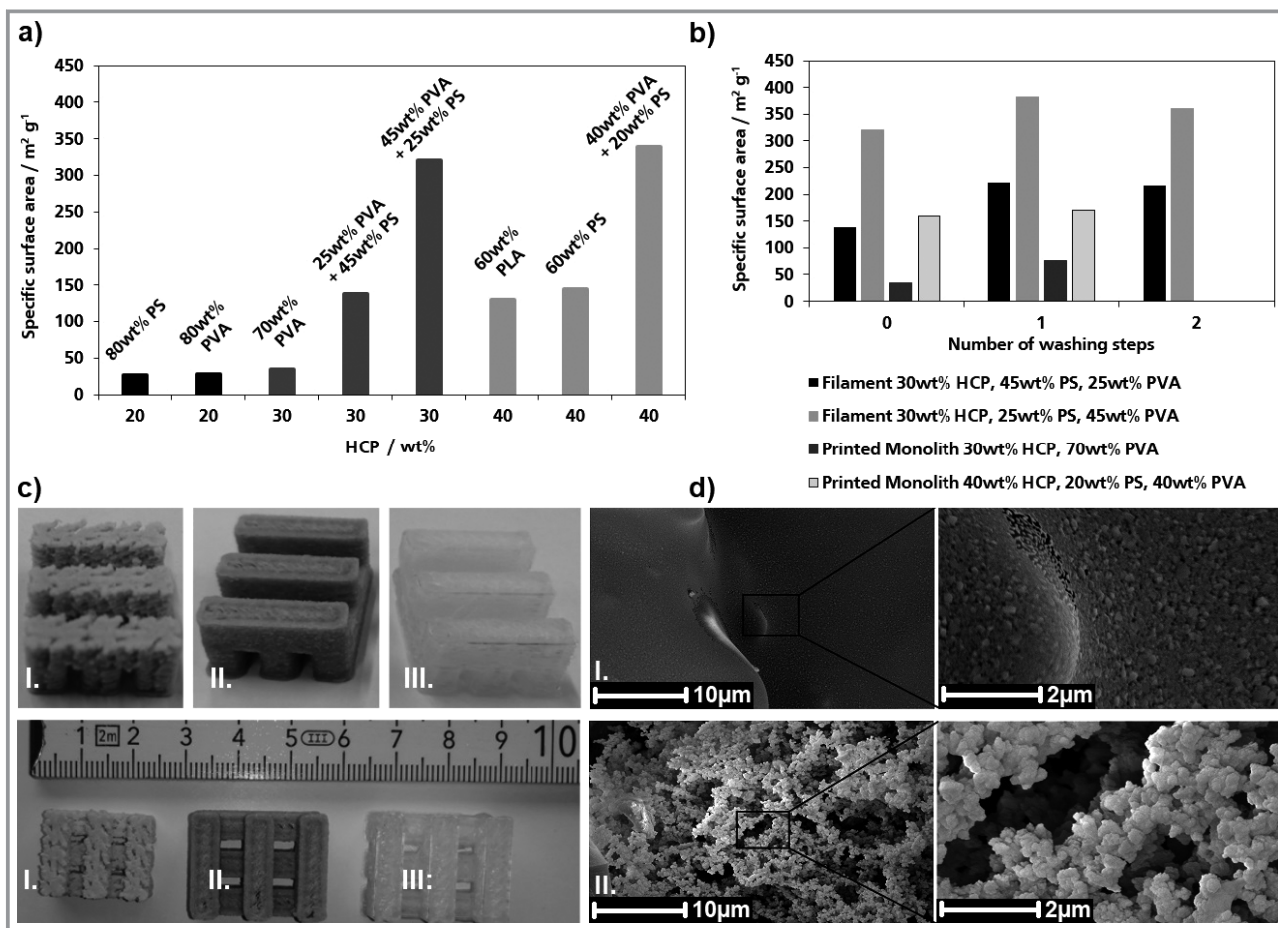 a)
Specific surface area / m² g⁻¹
450
400
350
300
250
200
150
100
50
0
80wt% PS
80wt%
PVA
70wt%
PVA
25wt% PVA
+ 45wt% PS
45wt% PVA
+ 25wt% PS
60wt%
PLA
60wt% PS
40wt% PVA
+ 20wt% PS
20 20 30 30 30 40 40 40
HCP / wt%
b)
Specific surface area / m² g⁻¹
450
400
350
300
250
200
150
100
50
0
0 1 2
Number of washing steps
Filament 30wt% HCP, 45wt% PS, 25wt% PVA
Filament 30wt% HCP, 25wt% PS, 45wt% PVA
Printed Monolith 30wt% HCP, 70wt% PVA
Printed Monolith 40wt% HCP, 20wt% PS, 40wt% PVA
c)
I. II. III.
1 2m 2 3 4 5 III 6 7 8 9 10
I. II. III:
d)
I.
10µm 2µm
II.
10µm 2µm